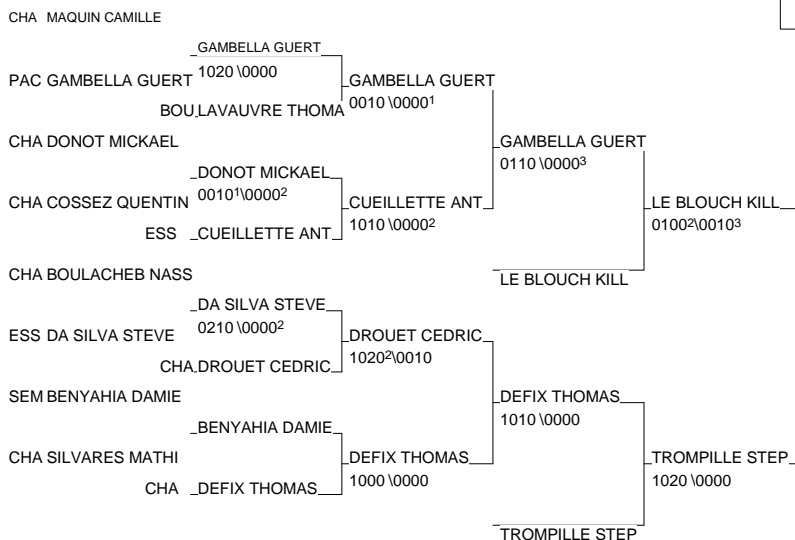 CHA MAQUIN CAMILLE
GAMBELLA GUERT
1020 \0000
PAC GAMBELLA GUERT
GAMBELLA GUERT
0010 \0000¹
BOU LAVAUVRE THOMA
CHA DONOT MICKAEL
GAMBELLA GUERT
0110 \0000³
DONOT MICKAEL
0010¹\0000²
CHA COSSEZ QUENTIN
CUEILLETTE ANT
1010 \0000²
LE BLOUCH KILL
0100²\0010³
ESS CUEILLETTE ANT
CHA BOULACHEB NASS
LE BLOUCH KILL
DA SILVA STEVE
0210 \0000²
ESS DA SILVA STEVE
DROUET CEDRIC
1020²\0010
CHA DROUET CEDRIC
SEM BENYAHIA DAMIE
DEFIX THOMAS
1010 \0000
BENYAHIA DAMIE
CHA SILVARES MATHI
DEFIX THOMAS
1000 \0000
TROMPILLE STEP
1020 \0000
CHA DEFIX THOMAS
TROMPILLE STEP